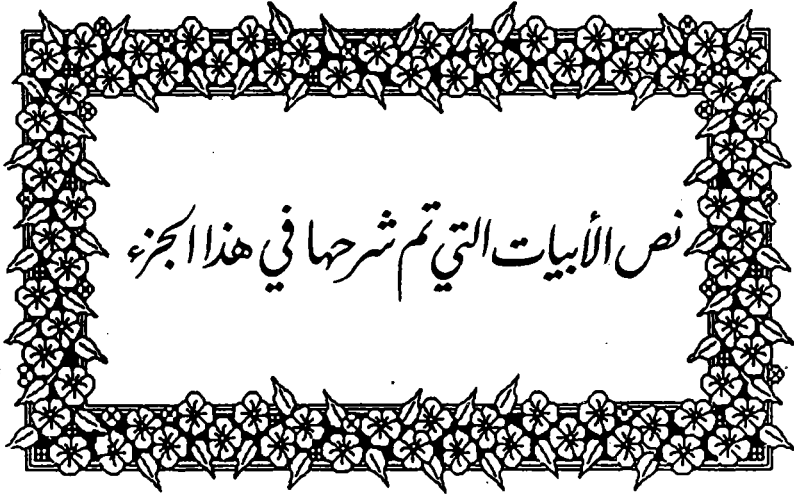 نص الأبيات التي تم شرحها في هذا الجزء